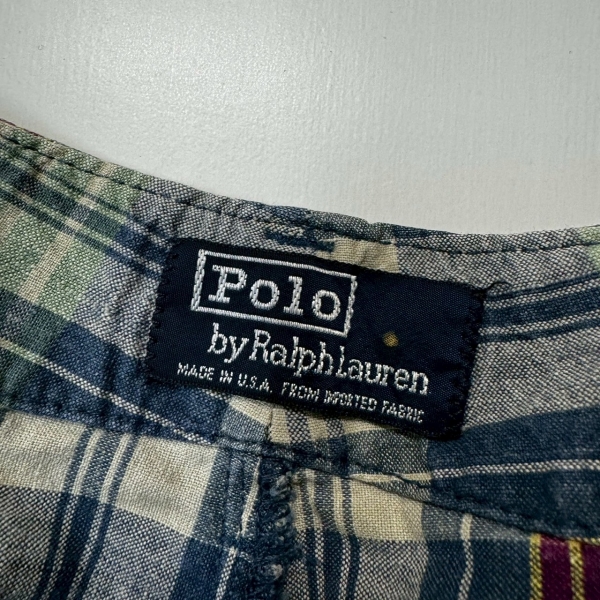 Polo
by Ralph Lauren
MADE IN U.S.A. FROM IMPORTED FABRIC